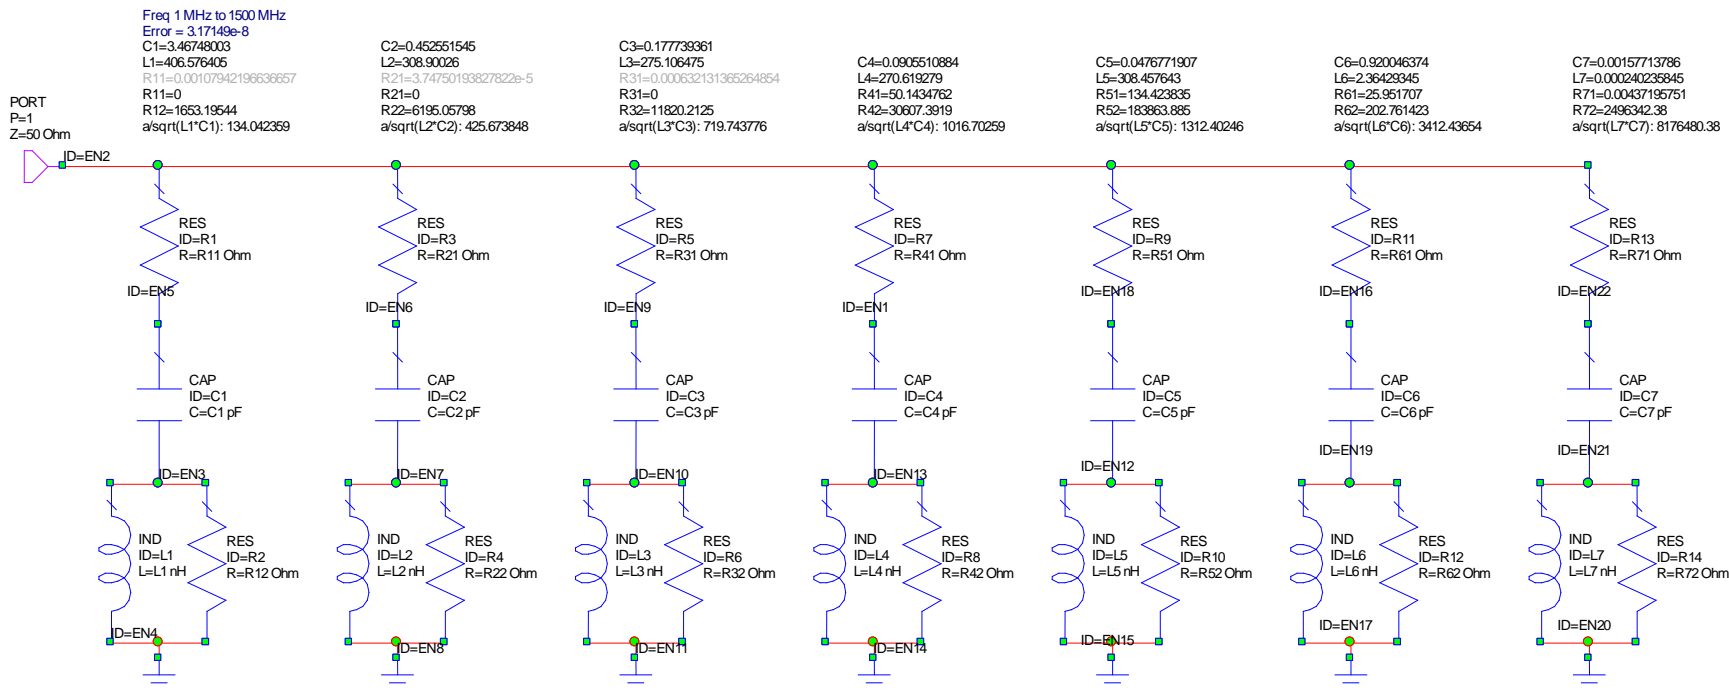 Freq 1 MHz to 1500 MHz
Error = 3.17149e-8
C1=3.46748003
L1=406.576405
R11=0.00107942196636657
R11=0
R12=1653.19544
a/sqrt(L1*C1): 134.042359
C2=0.452551545
L2=308.90026
R21=3.74750193827822e-5
R21=0
R22=6195.05798
a/sqrt(L2*C2): 425.673848
C3=0.177739361
L3=275.106475
R31=0.000632131365264854
R31=0
R32=11820.2125
a/sqrt(L3*C3): 719.743776
C4=0.0905510884
L4=270.619279
R41=50.1434762
R42=30607.3919
a/sqrt(L4*C4): 1016.70259
C5=0.0476771907
L5=308.457643
R51=134.423835
R52=183863.885
a/sqrt(L5*C5): 1312.40246
C6=0.920046374
L6=2.36429345
R61=25.951707
R62=202.761423
a/sqrt(L6*C6): 3412.43654
C7=0.00157713786
L7=0.000240235845
R71=0.00437195751
R72=2496342.38
a/sqrt(L7*C7): 8176480.38
PORT
P=1
Z=50 Ohm
ID=EN2
RES
ID=R1
R=R11 Ohm
RES
ID=R3
R=R21 Ohm
RES
ID=R5
R=R31 Ohm
RES
ID=R7
R=R41 Ohm
RES
ID=R9
R=R51 Ohm
RES
ID=R11
R=R61 Ohm
RES
ID=R13
R=R71 Ohm
ID=EN5
ID=EN6
ID=EN9
ID=EN1
ID=EN18
ID=EN16
ID=EN22
CAP
ID=C1
C=C1 pF
CAP
ID=C2
C=C2 pF
CAP
ID=C3
C=C3 pF
CAP
ID=C4
C=C4 pF
CAP
ID=C5
C=C5 pF
CAP
ID=C6
C=C6 pF
CAP
ID=C7
C=C7 pF
ID=EN3
ID=EN7
ID=EN10
ID=EN13
ID=EN12
ID=EN19
ID=EN21
IND
ID=L1
L=L1 nH
RES
ID=R2
R=R12 Ohm
IND
ID=L2
L=L2 nH
RES
ID=R4
R=R22 Ohm
IND
ID=L3
L=L3 nH
RES
ID=R6
R=R32 Ohm
IND
ID=L4
L=L4 nH
RES
ID=R8
R=R42 Ohm
IND
ID=L5
L=L5 nH
RES
ID=R10
R=R52 Ohm
IND
ID=L6
L=L6 nH
RES
ID=R12
R=R62 Ohm
IND
ID=L7
L=L7 nH
RES
ID=R14
R=R72 Ohm
ID=EN4
ID=EN8
ID=EN11
ID=EN14
ID=EN15
ID=EN17
ID=EN20